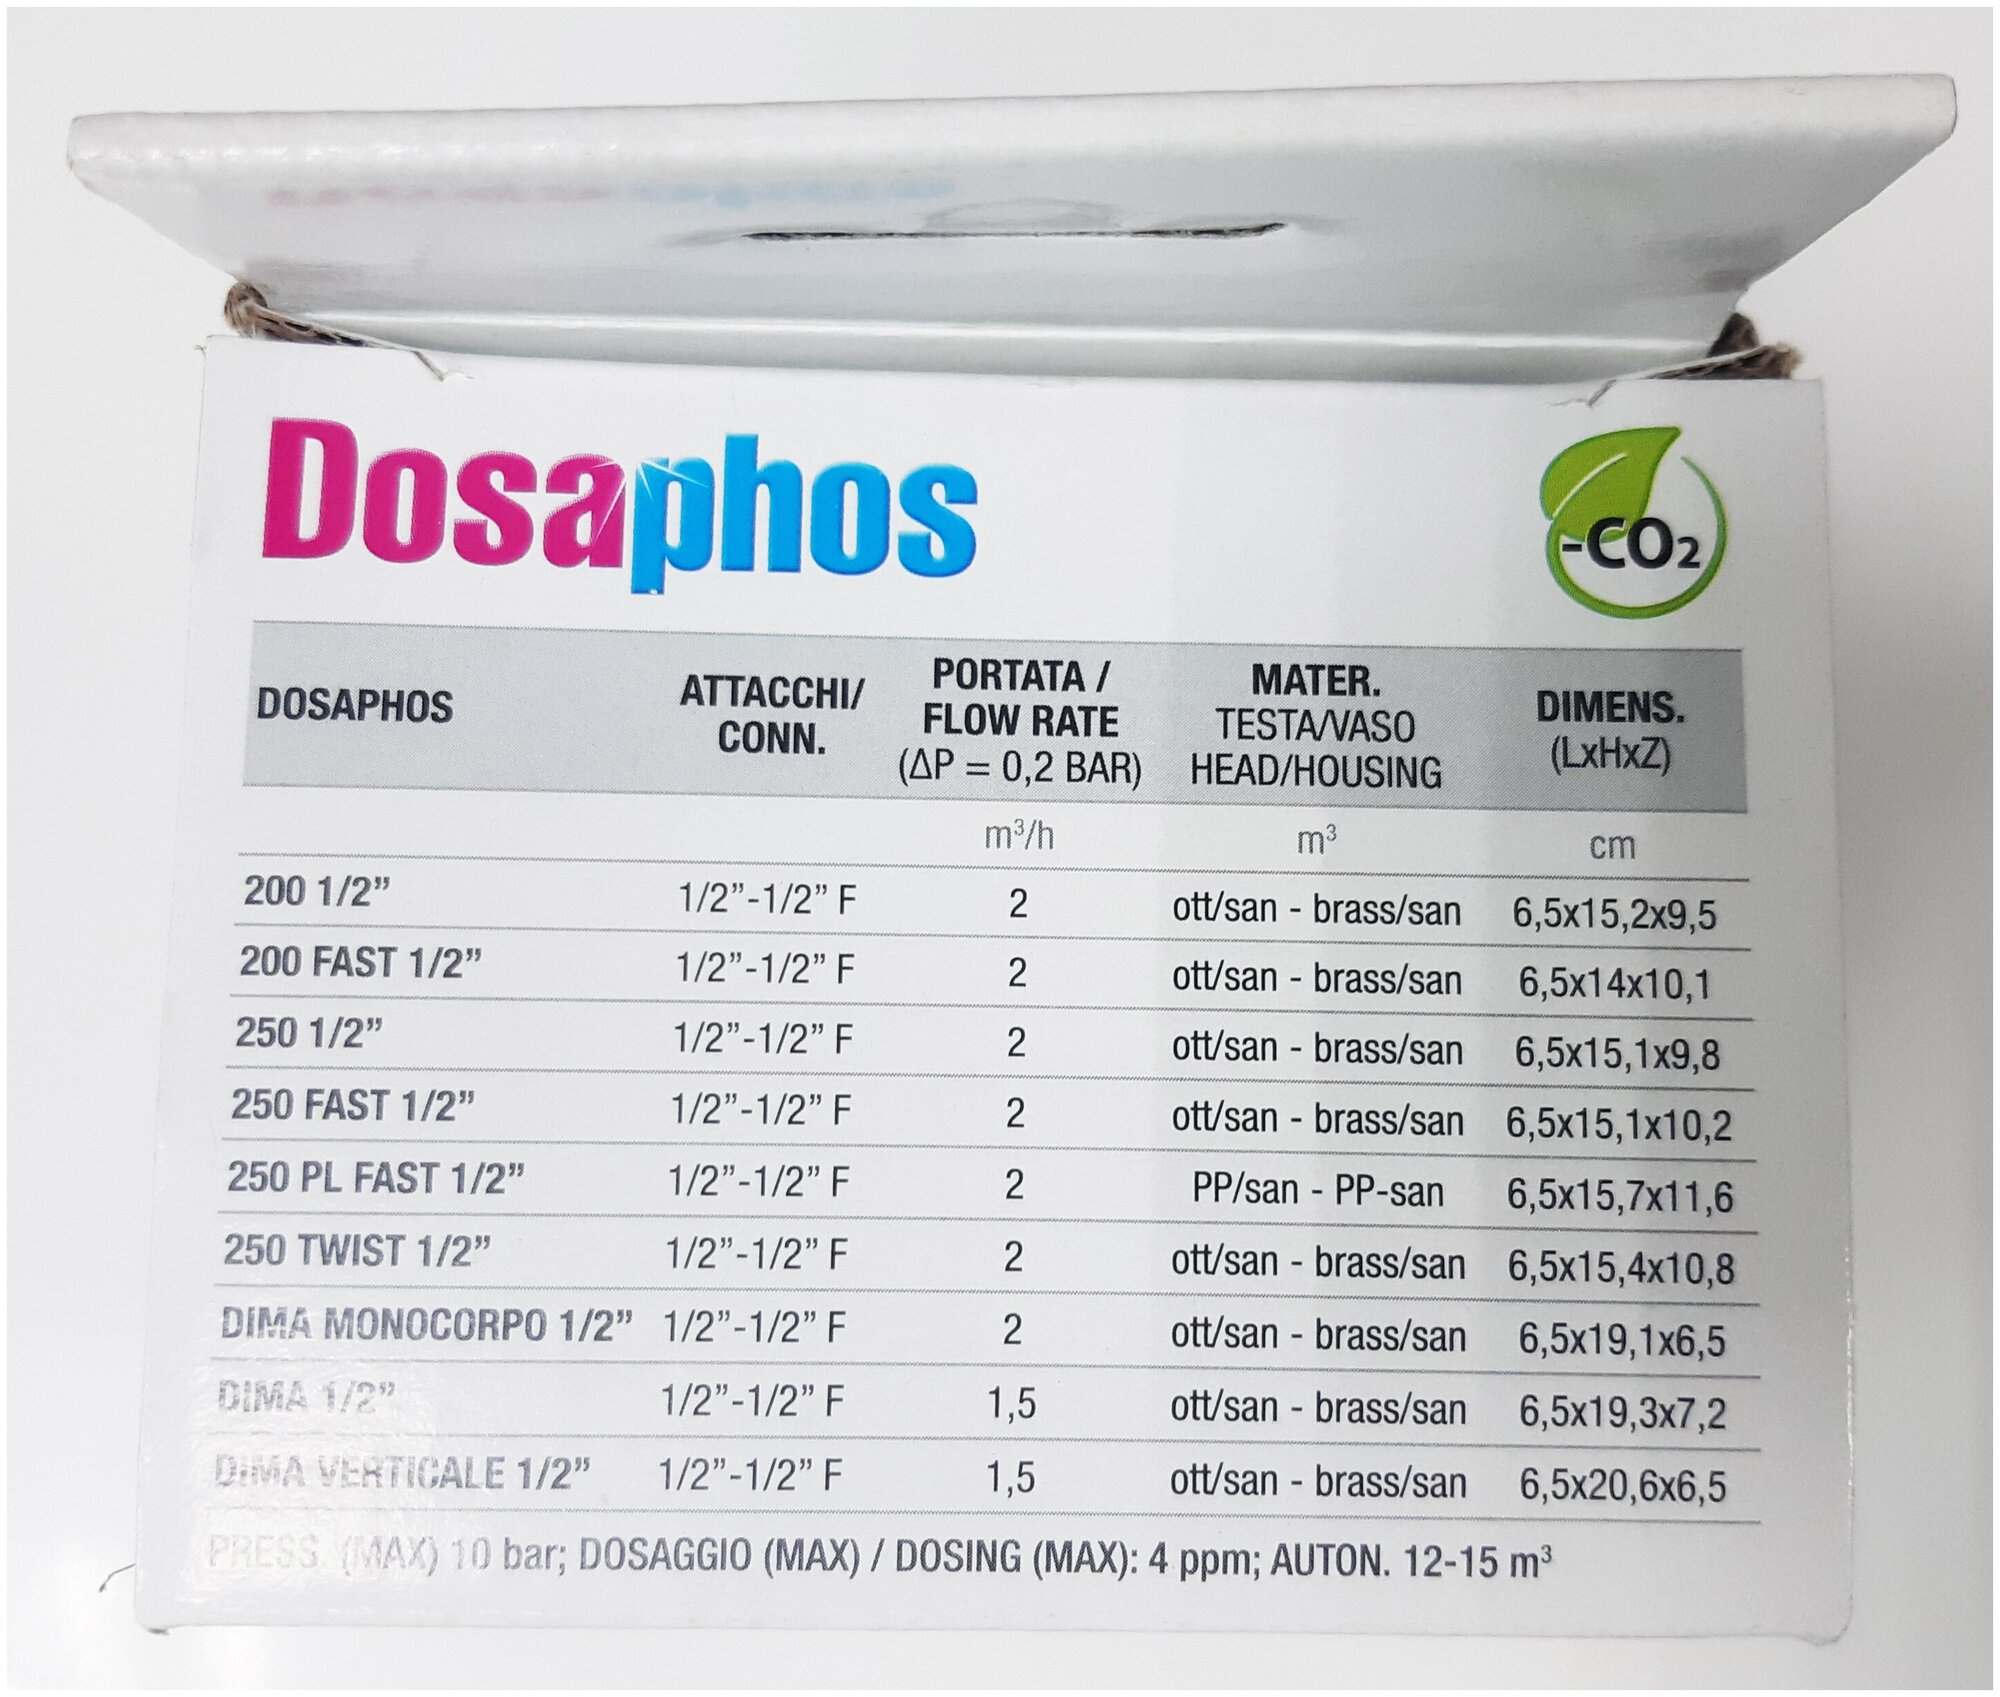 Dosaphos
-CO2
DOSAPHOS ATTACCHI/ CONN. PORTATA / FLOW RATE (ΔP = 0,2 BAR) MATER. TESTA/VASO HEAD/HOUSING DIMENS. (LxHxZ)
m³/h m³ cm
200 1/2” 1/2”-1/2” F 2 ott/san - brass/san 6,5x15,2x9,5
200 FAST 1/2” 1/2”-1/2” F 2 ott/san - brass/san 6,5x14x10,1
250 1/2” 1/2”-1/2” F 2 ott/san - brass/san 6,5x15,1x9,8
250 FAST 1/2” 1/2”-1/2” F 2 ott/san - brass/san 6,5x15,1x10,2
250 PL FAST 1/2” 1/2”-1/2” F 2 PP/san - PP-san 6,5x15,7x11,6
250 TWIST 1/2” 1/2”-1/2” F 2 ott/san - brass/san 6,5x15,4x10,8
DIMA MONOCORPO 1/2” 1/2”-1/2” F 2 ott/san - brass/san 6,5x19,1x6,5
DIMA 1/2” 1/2”-1/2” F 1,5 ott/san - brass/san 6,5x19,3x7,2
DIMA VERTICALE 1/2” 1/2”-1/2” F 1,5 ott/san - brass/san 6,5x20,6x6,5
PRESS. (MAX) 10 bar; DOSAGGIO (MAX) / DOSING (MAX): 4 ppm; AUTON. 12-15 m³